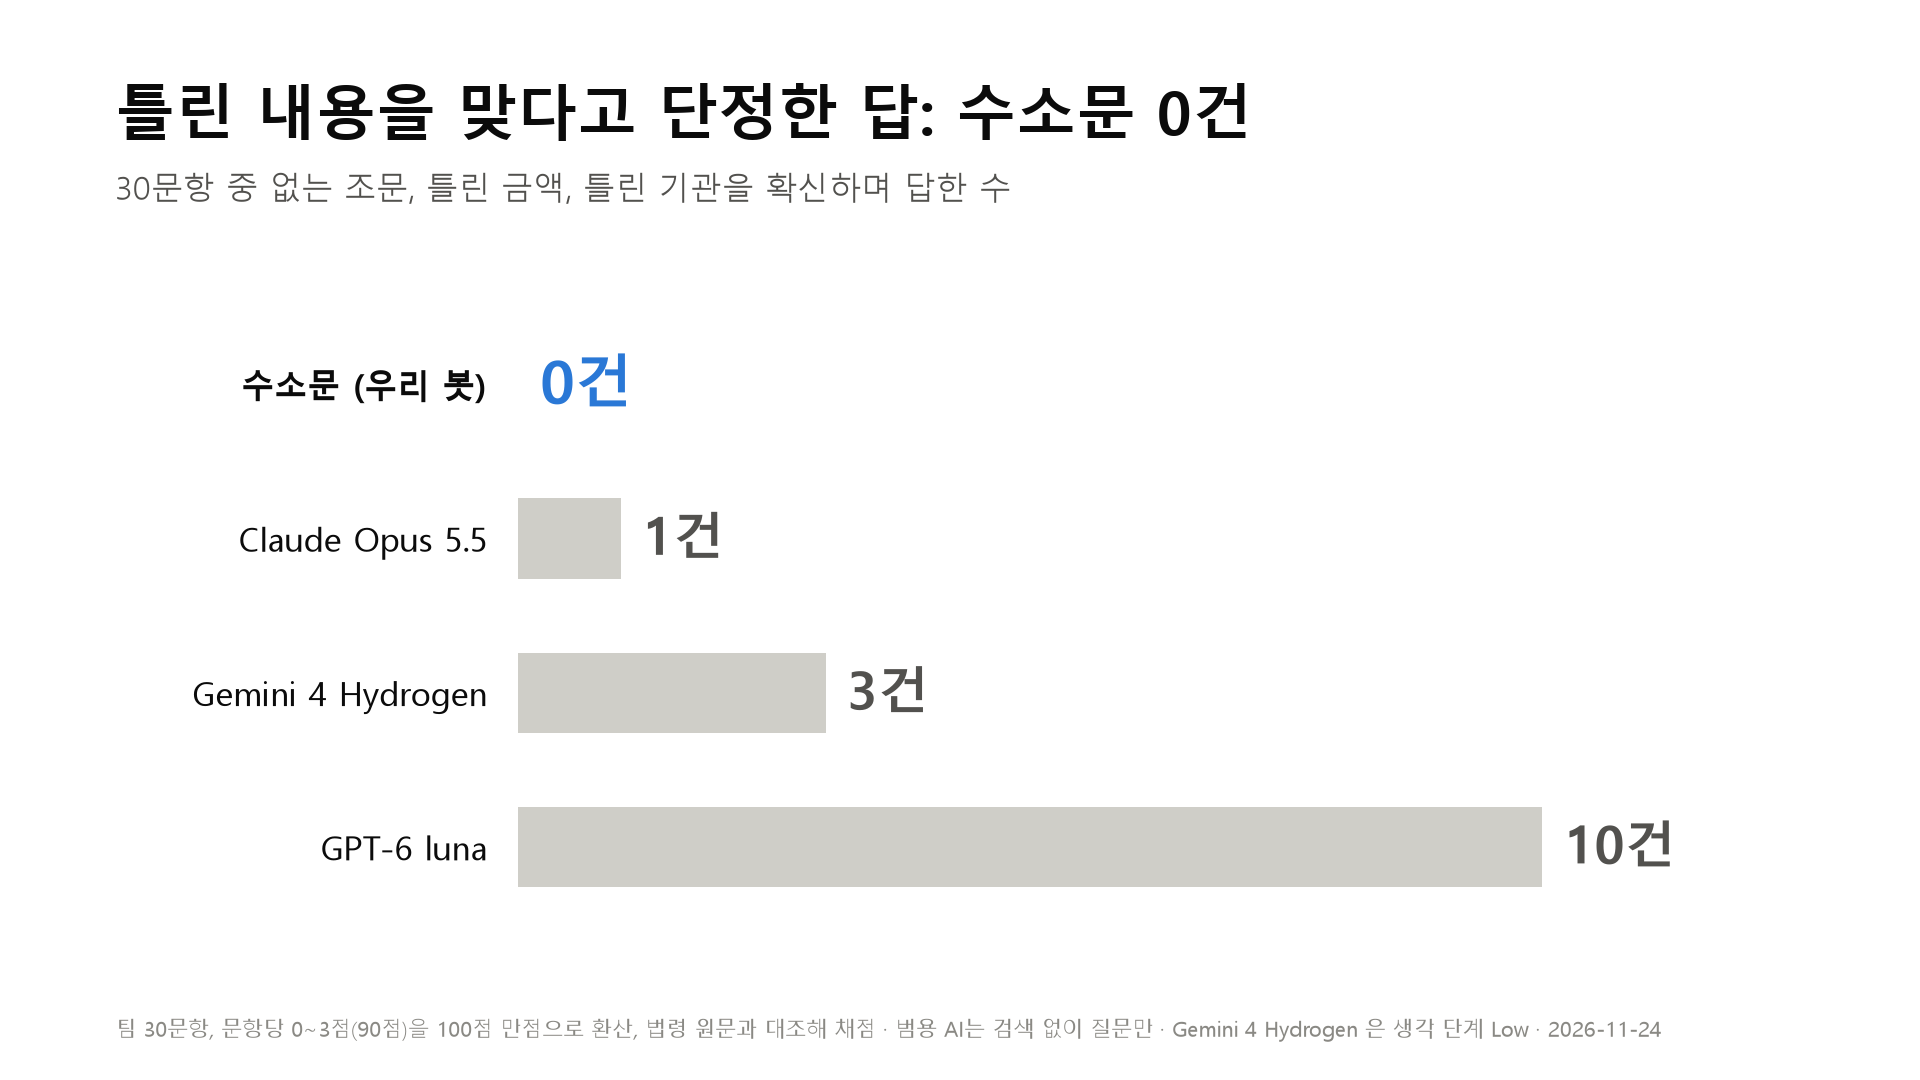 틀린 내용을 맞다고 단정한 답: 수소문 0건
30문항 중 없는 조문, 틀린 금액, 틀린 기관을 확신하며 답한 수
수소문 (우리 봇) 0건
Claude Opus 5.5 1건
Gemini 4 Hydrogen 3건
GPT-6 luna 10건
팀 30문항, 문항당 0~3점(90점)을 100점 만점으로 환산, 법령 원문과 대조해 채점 · 범용 AI는 검색 없이 질문만 · Gemini 4 Hydrogen 은 생각 단계 Low · 2026-11-24